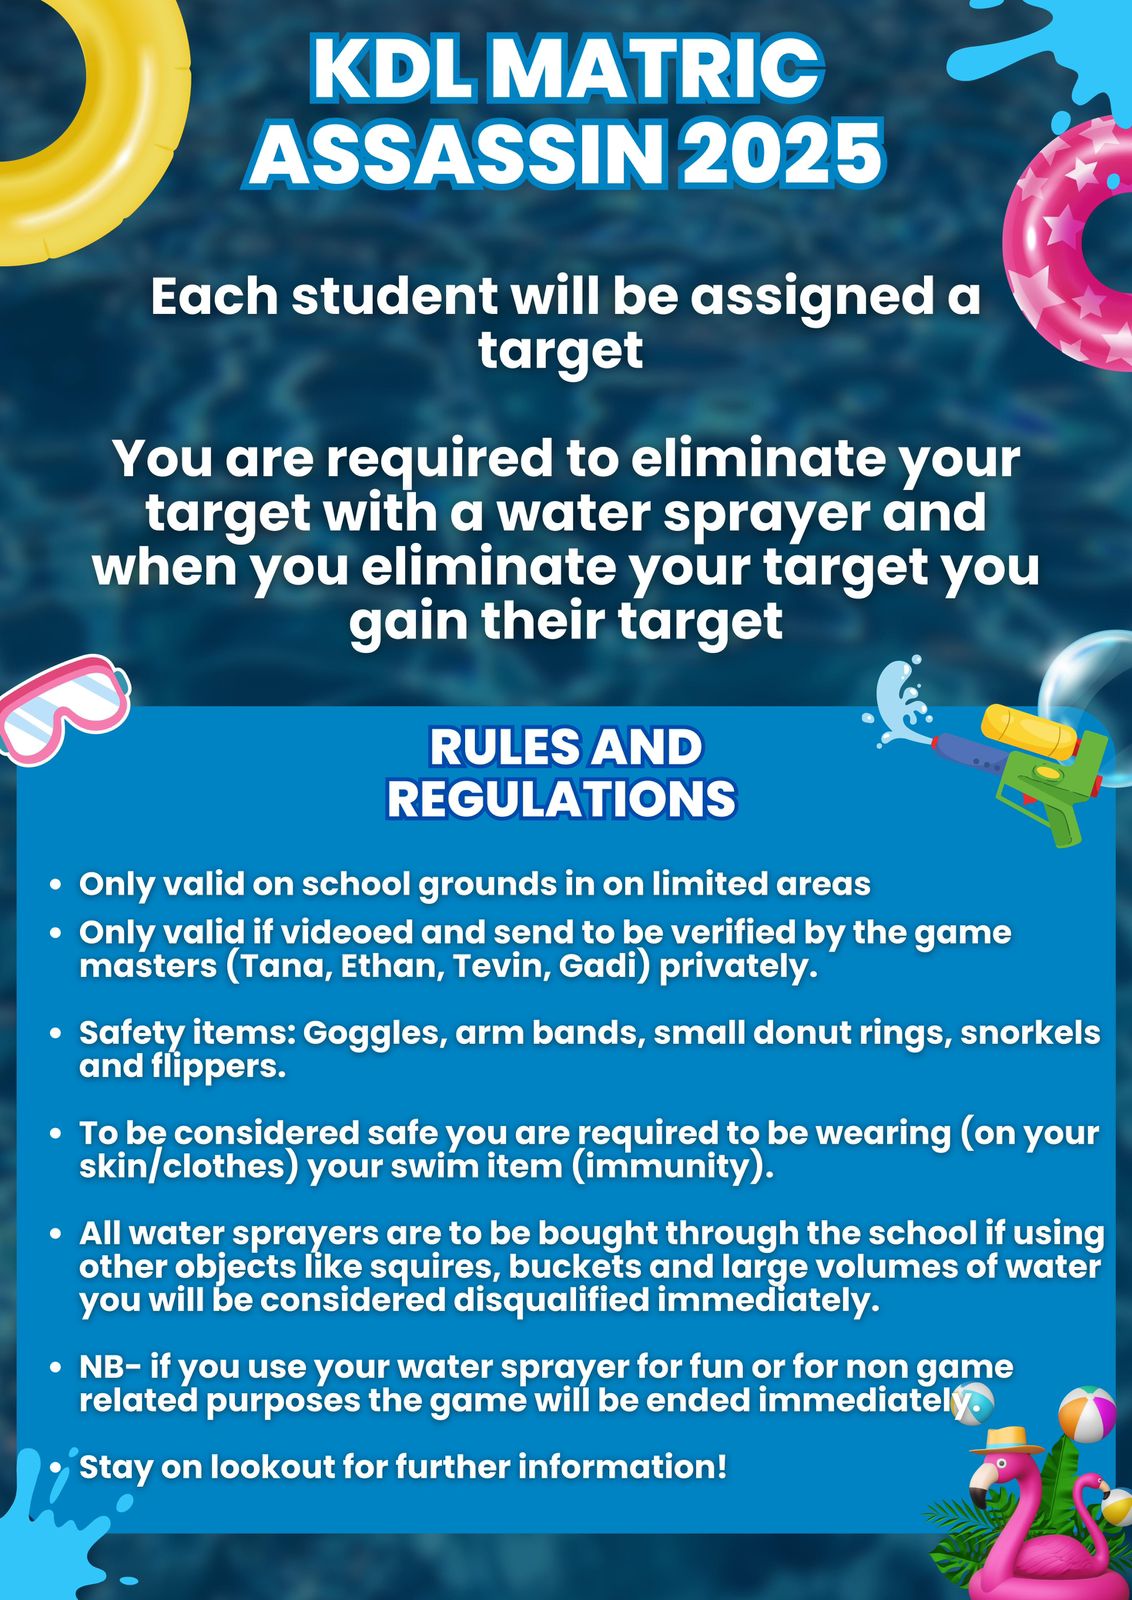 KDL MATRIC
ASSASSIN 2025
Each student will be assigned a
target
You are required to eliminate your
target with a water sprayer and
when you eliminate your target you
gain their target
RULES AND
REGULATIONS
• Only valid on school grounds in on limited areas
• Only valid if videoed and send to be verified by the game
masters (Tana, Ethan, Tevin, Gadi) privately.
• Safety items: Goggles, arm bands, small donut rings, snorkels
and flippers.
• To be considered safe you are required to be wearing (on your
skin/clothes) your swim item (immunity).
• All water sprayers are to be bought through the school if using
other objects like squires, buckets and large volumes of water
you will be considered disqualified immediately.
• NB- if you use your water sprayer for fun or for non game
related purposes the game will be ended immediately.
• Stay on lookout for further information!